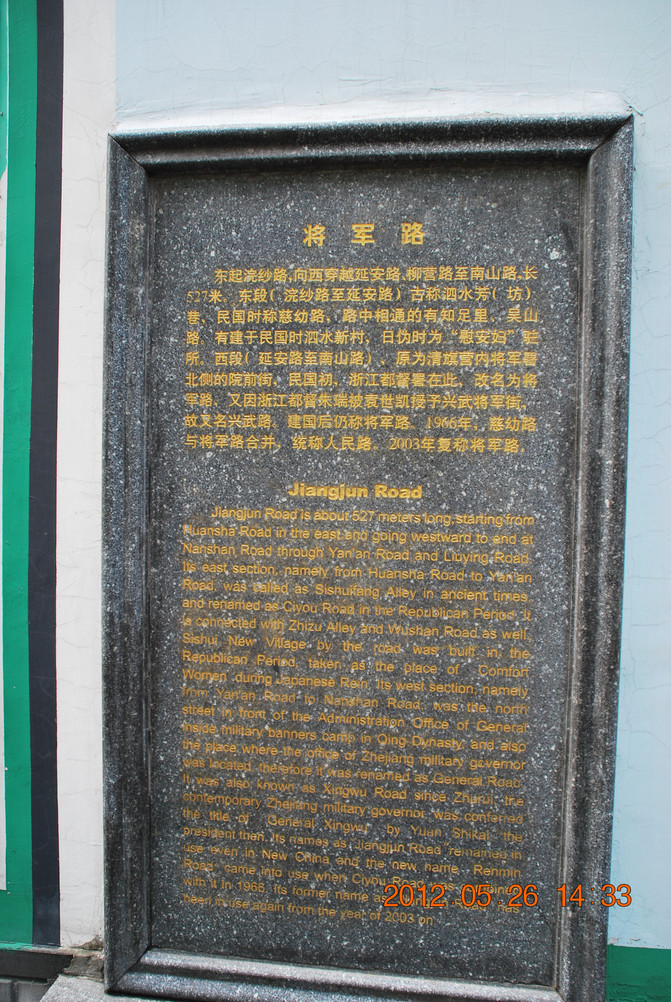 将 军 路
东起浣纱路,向西穿越延安路、柳营路至南山路,长
527米。东段(浣纱路至延安路)古称泗水芳(坊)
巷、民国时称慈幼路,路中相通的有知足里、吴山
路。有建于民国时泗水新村,日伪时为“慰安妇”驻
所。西段(延安路至南山路),原为清旗营内将军署
北侧的院前街,民国初,浙江都督署在此,改名为将
军路。又因浙江都督朱瑞被袁世凯授予兴武将军街,
故又名兴武路。建国后仍称将军路。1966年,慈幼路
与将军路合并,统称人民路。2003年复称将军路。
Jiangjun Road
Jiangjun Road is about 527 meters long, starting from
Huansha Road in the east and going westward to end at
Nanshan Road through Yan'an Road and Liuying Road.
Its east section, namely from Huansha Road to Yan'an
Road, was called as Sishuifang Alley in ancient times,
and renamed as Ciyou Road in the Republican Period. It
is connected with Zhizu Alley and Wushan Road as well.
Sishui New Village by the road was built in the
Republican Period, taken as the place of "Comfort
Women" during Japanese Rein. Its west section, namely
from Yan'an Road to Nanshan Road, was the north
street in front of the Administration Office of General
inside military banners camp in Qing Dynasty, and also
the place where the office of Zhejiang military governor
was located, therefore it was renamed as General Road.
It was also known as Xingwu Road since Zhurui, the
contemporary Zhejiang military governor, was conferred
the title of "General Xingwu" by Yuan Shikai, the
president then. Its names as Jiangjun Road remained in
use even in New China and the new name "Renmin
Road" came into use when Ciyou
with it in 1966. Its former name as has
been in use again from the year of 2003 on.
2012.05.26 14:33